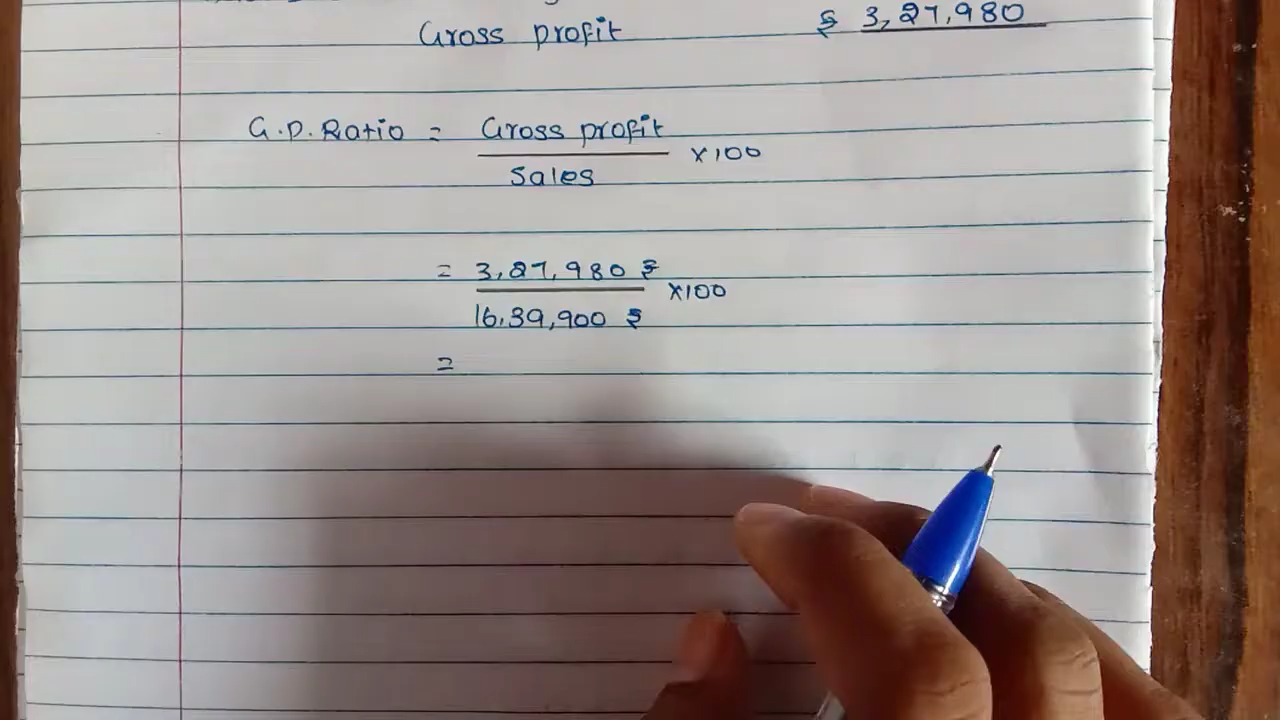 Gross profit ₹ 3,27,980
G.P. Ratio = Gross profit
Sales ×100
= 3,27,980 ₹
16,39,900 ₹ ×100
=